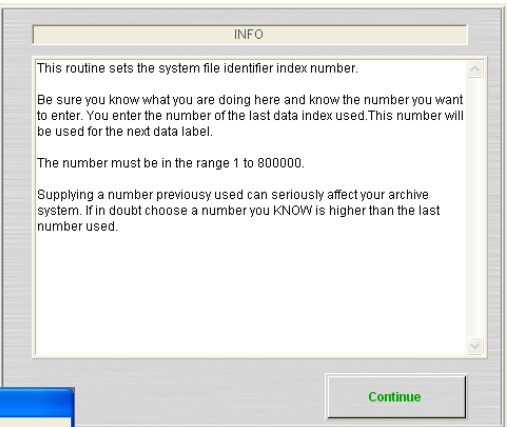 INFO
This routine sets the system file identifier index number.
Be sure you know what you are doing here and know the number you want
to enter. You enter the number of the last data index used.This number will
be used for the next data label.
The number must be in the range 1 to 800000.
Supplying a number previousy used can seriously affect your archive
system. If in doubt choose a number you KNOW is higher than the last
number used.
Continue